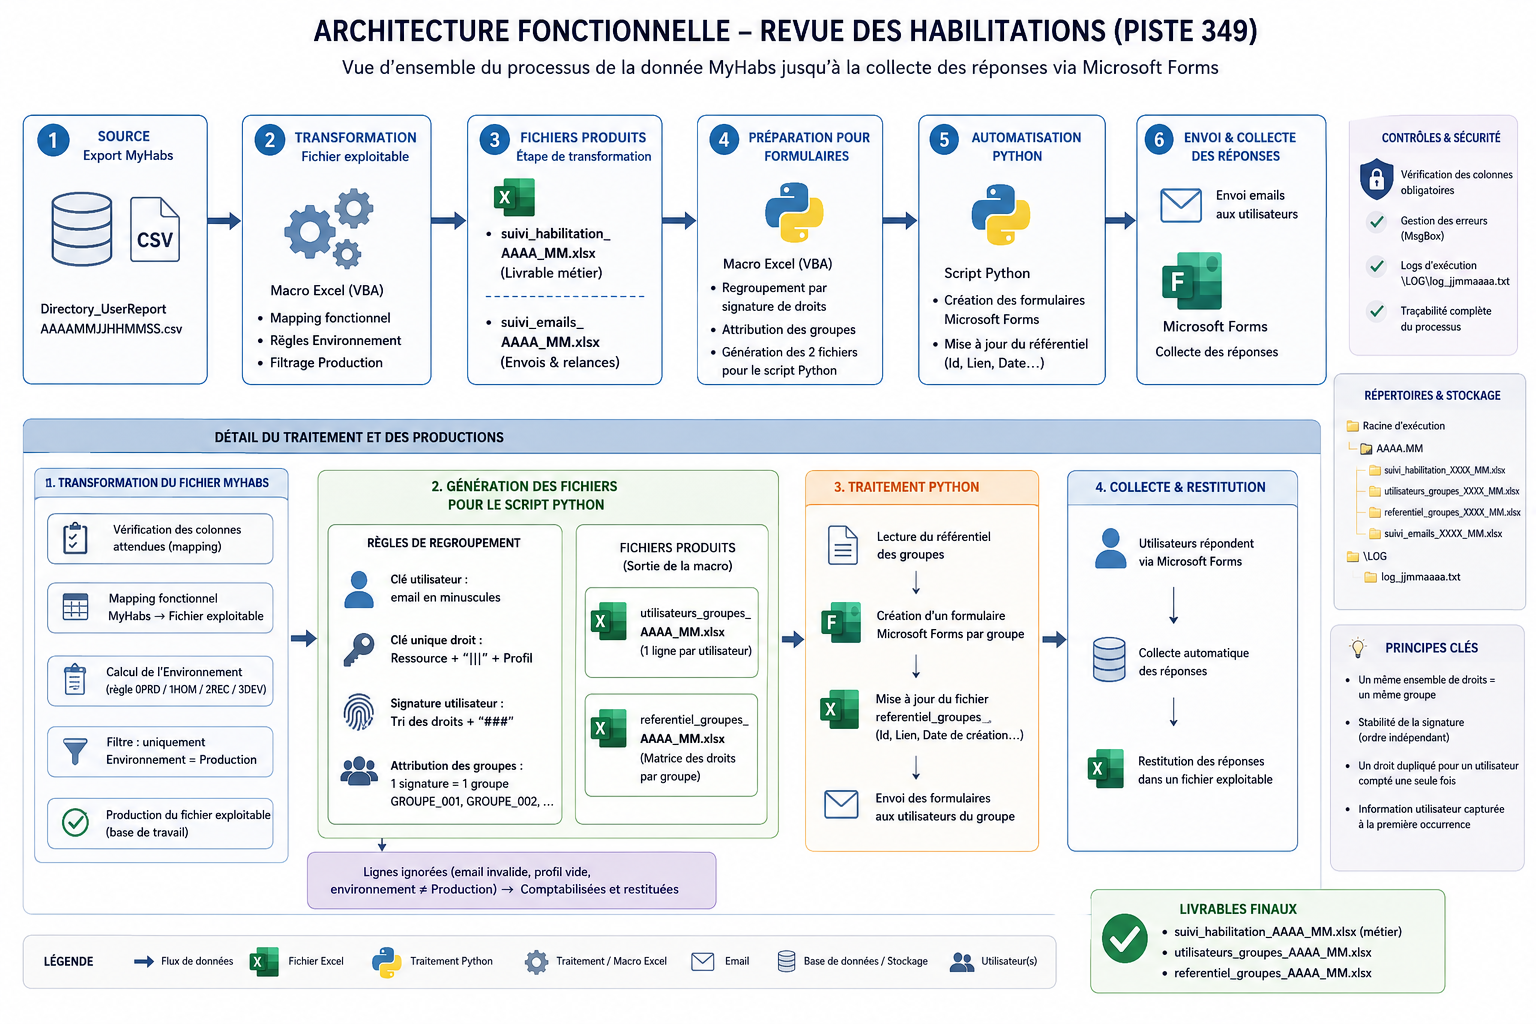 ARCHITECTURE FONCTIONNELLE – REVUE DES HABILITATIONS (PISTE 349)
Vue d’ensemble du processus de la donnée MyHabs jusqu’à la collecte des réponses via Microsoft Forms
1
SOURCE
Export MyHabs
CSV
Directory_UserReport
AAAAMMJJHHMMSS.csv
2
TRANSFORMATION
Fichier exploitable
Macro Excel (VBA)
• Mapping fonctionnel
• Règles Environnement
• Filtrage Production
3
FICHIERS PRODUITS
Étape de transformation
X
• suivi_habilitation_
AAAA_MM.xlsx
(Livrable métier)
• suivi_emails_
AAAA_MM.xlsx
(Envois & relances)
4
PRÉPARATION POUR
FORMULAIRES
Macro Excel (VBA)
• Regroupement par
signature de droits
• Attribution des groupes
• Génération des 2 fichiers
pour le script Python
5
AUTOMATISATION
PYTHON
Script Python
• Création des formulaires
Microsoft Forms
• Mise à jour du référentiel
(Id, Lien, Date…)
6
ENVOI & COLLECTE
DES RÉPONSES
Envoi emails
aux utilisateurs
F
Microsoft Forms
Collecte des réponses
CONTRÔLES & SÉCURITÉ
Vérification des colonnes
obligatoires
Gestion des erreurs
(MsgBox)
Logs d’exécution
\LOG\log_jjmmaaaa.txt
Traçabilité complète
du processus
RÉPERTOIRES & STOCKAGE
Racine d’exécution
AAAA.MM
suivi_habilitation_XXXX_MM.xlsx
utilisateurs_groupes_XXXX_MM.xlsx
referentiel_groupes_XXXX_MM.xlsx
suivi_emails_XXXX_MM.xlsx
\LOG
log_jjmmaaaa.txt
PRINCIPES CLÉS
• Un même ensemble de droits =
un même groupe
• Stabilité de la signature
(ordre indépendant)
• Un droit dupliqué pour un utilisateur
compté une seule fois
• Information utilisateur capturée
à la première occurrence
DÉTAIL DU TRAITEMENT ET DES PRODUCTIONS
1. TRANSFORMATION DU FICHIER MYHABS
Vérification des colonnes
attendues (mapping)
Mapping fonctionnel
MyHabs → Fichier exploitable
Calcul de l’Environnement
(règle 0PRD / 1HOM / 2REC / 3DEV)
Filtre : uniquement
Environnement = Production
Production du fichier exploitable
(base de travail)
2. GÉNÉRATION DES FICHIERS
POUR LE SCRIPT PYTHON
RÈGLES DE REGROUPEMENT
Clé utilisateur :
email en minuscules
Clé unique droit :
Ressource + “|||” + Profil
Signature utilisateur :
Tri des droits + “###”
Attribution des groupes :
1 signature = 1 groupe
GROUPE_001, GROUPE_002, …
FICHIERS PRODUITS
(Sortie de la macro)
X
utilisateurs_groupes_
AAAA_MM.xlsx
(1 ligne par utilisateur)
X
referentiel_groupes_
AAAA_MM.xlsx
(Matrice des droits
par groupe)
Lignes ignorées (email invalide, profil vide,
environnement ≠ Production) → Comptabilisées et restituées
3. TRAITEMENT PYTHON
Lecture du référentiel
des groupes
F
Création d’un formulaire
Microsoft Forms par groupe
X
Mise à jour du fichier
referentiel_groupes_
(Id, Lien, Date de création…)
Envoi des formulaires
aux utilisateurs du groupe
4. COLLECTE & RESTITUTION
Utilisateurs répondent
via Microsoft Forms
Collecte automatique
des réponses
X
Restitution des réponses
dans un fichier exploitable
LIVRABLES FINAUX
• suivi_habilitation_AAAA_MM.xlsx (métier)
• utilisateurs_groupes_AAAA_MM.xlsx
• referentiel_groupes_AAAA_MM.xlsx
LÉGENDE
Flux de données
X
Fichier Excel
Traitement Python
Traitement / Macro Excel
Email
Base de données / Stockage
Utilisateur(s)